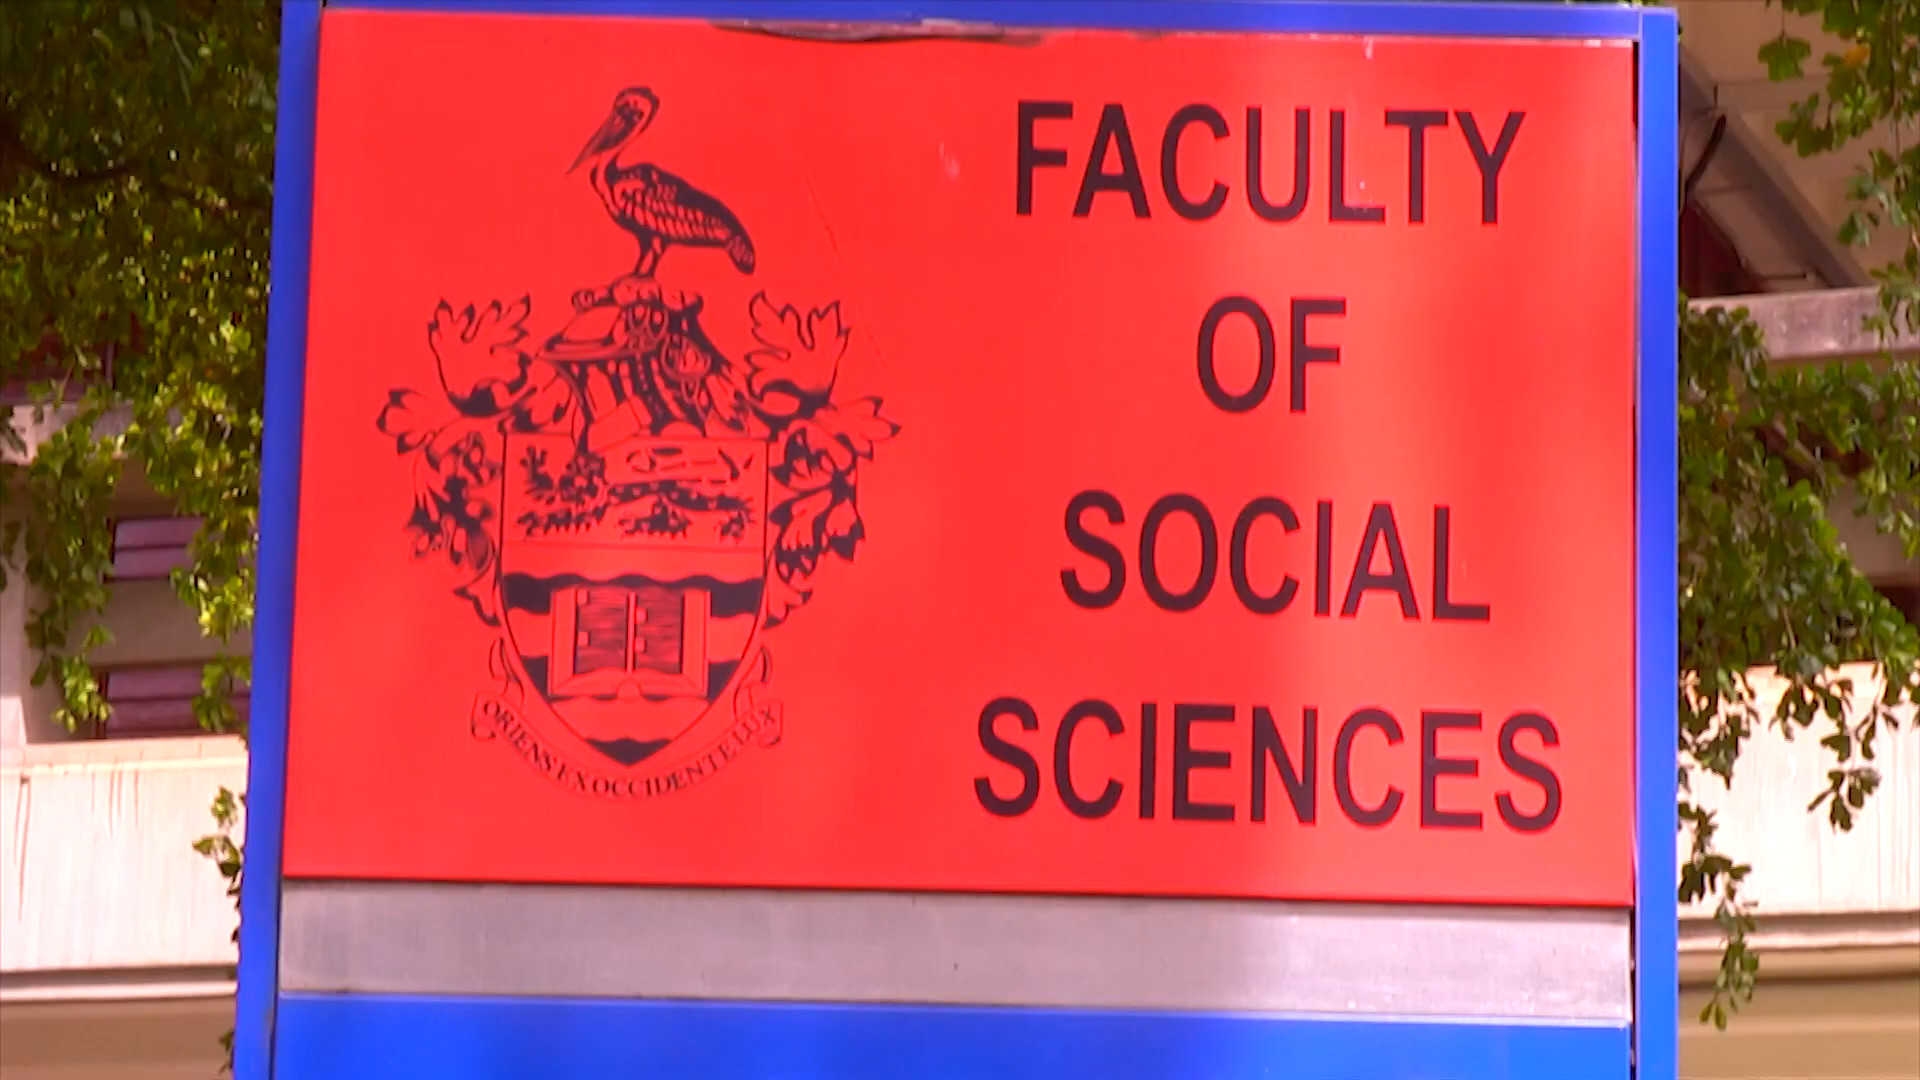 FACULTY
OF
SOCIAL
SCIENCES
ORIENS EX OCCIDENTE LUX